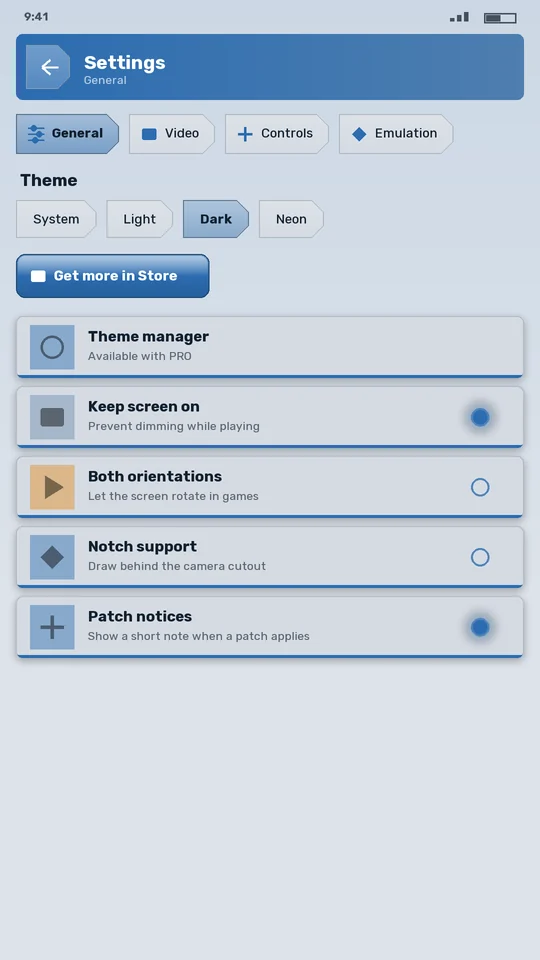 9:41
Settings
General
General
Video
Controls
Emulation
Theme
System
Light
Dark
Neon
Get more in Store
Theme manager
Available with PRO
Keep screen on
Prevent dimming while playing
Both orientations
Let the screen rotate in games
Notch support
Draw behind the camera cutout
Patch notices
Show a short note when a patch applies